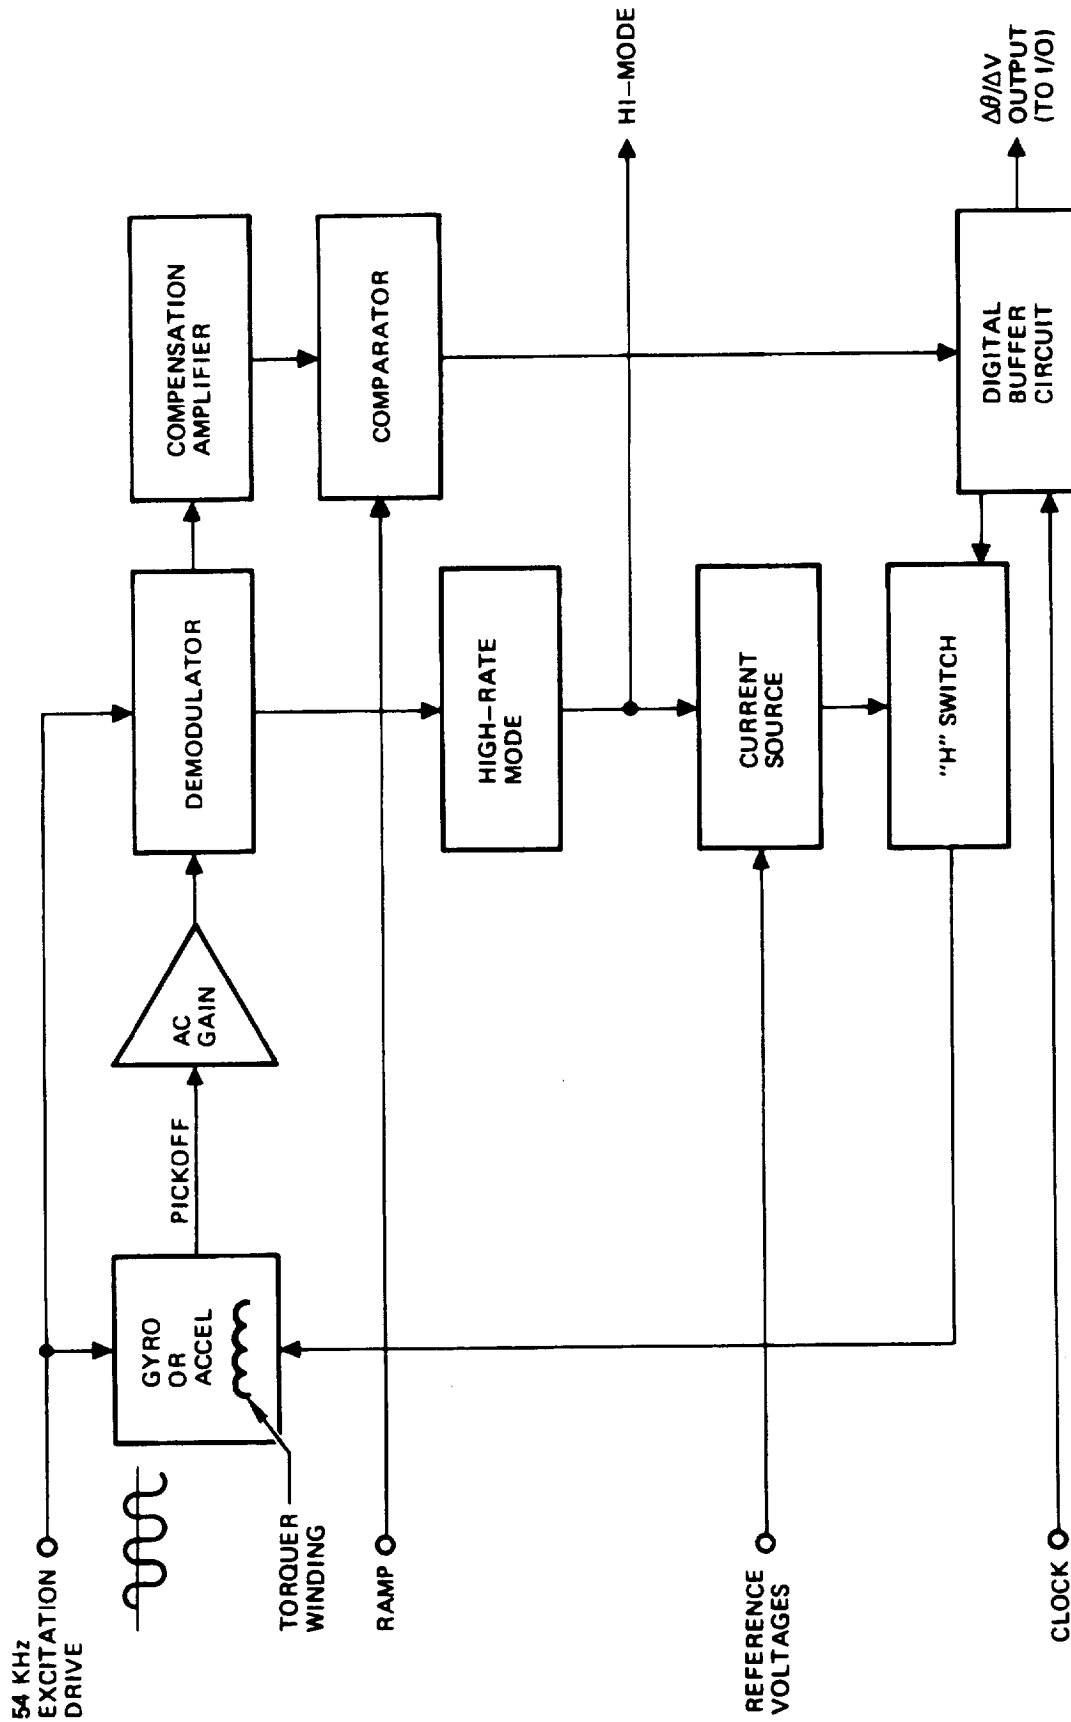 54 KHz
EXCITATION
DRIVE
GYRO
OR
ACCEL
TORQUER
WINDING
PICKOFF
AC
GAIN
DEMODULATOR
COMPENSATION
AMPLIFIER
RAMP
COMPARATOR
HIGH–RATE
MODE
HI–MODE
REFERENCE
VOLTAGES
CURRENT
SOURCE
"H" SWITCH
CLOCK
DIGITAL
BUFFER
CIRCUIT
Δθ/ΔV
OUTPUT
(TO I/O)